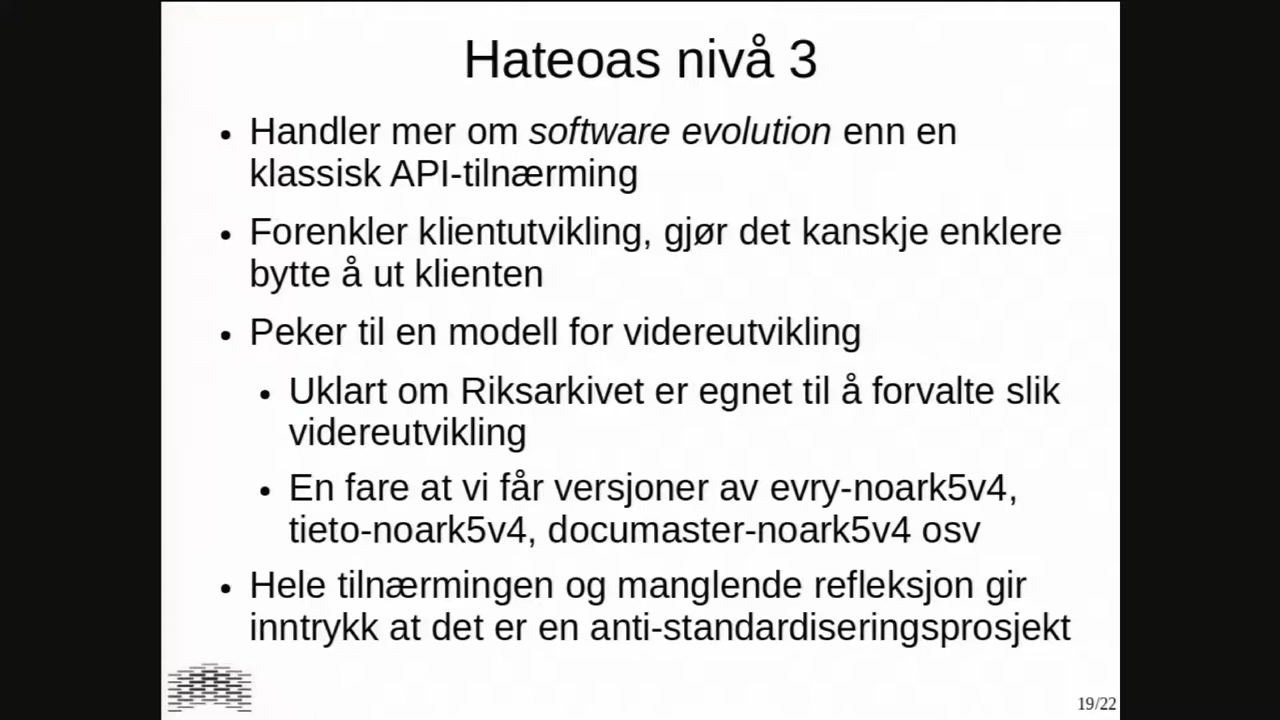 Hateoas nivå 3
• Handler mer om software evolution enn en
klassisk API-tilnærming
• Forenkler klientutvikling, gjør det kanskje enklere
bytte å ut klienten
• Peker til en modell for videreutvikling
• Uklart om Riksarkivet er egnet til å forvalte slik
videreutvikling
• En fare at vi får versjoner av evry-noark5v4,
tieto-noark5v4, documaster-noark5v4 osv
• Hele tilnærmingen og manglende refleksjon gir
inntrykk at det er en anti-standardiseringsprosjekt
19/22